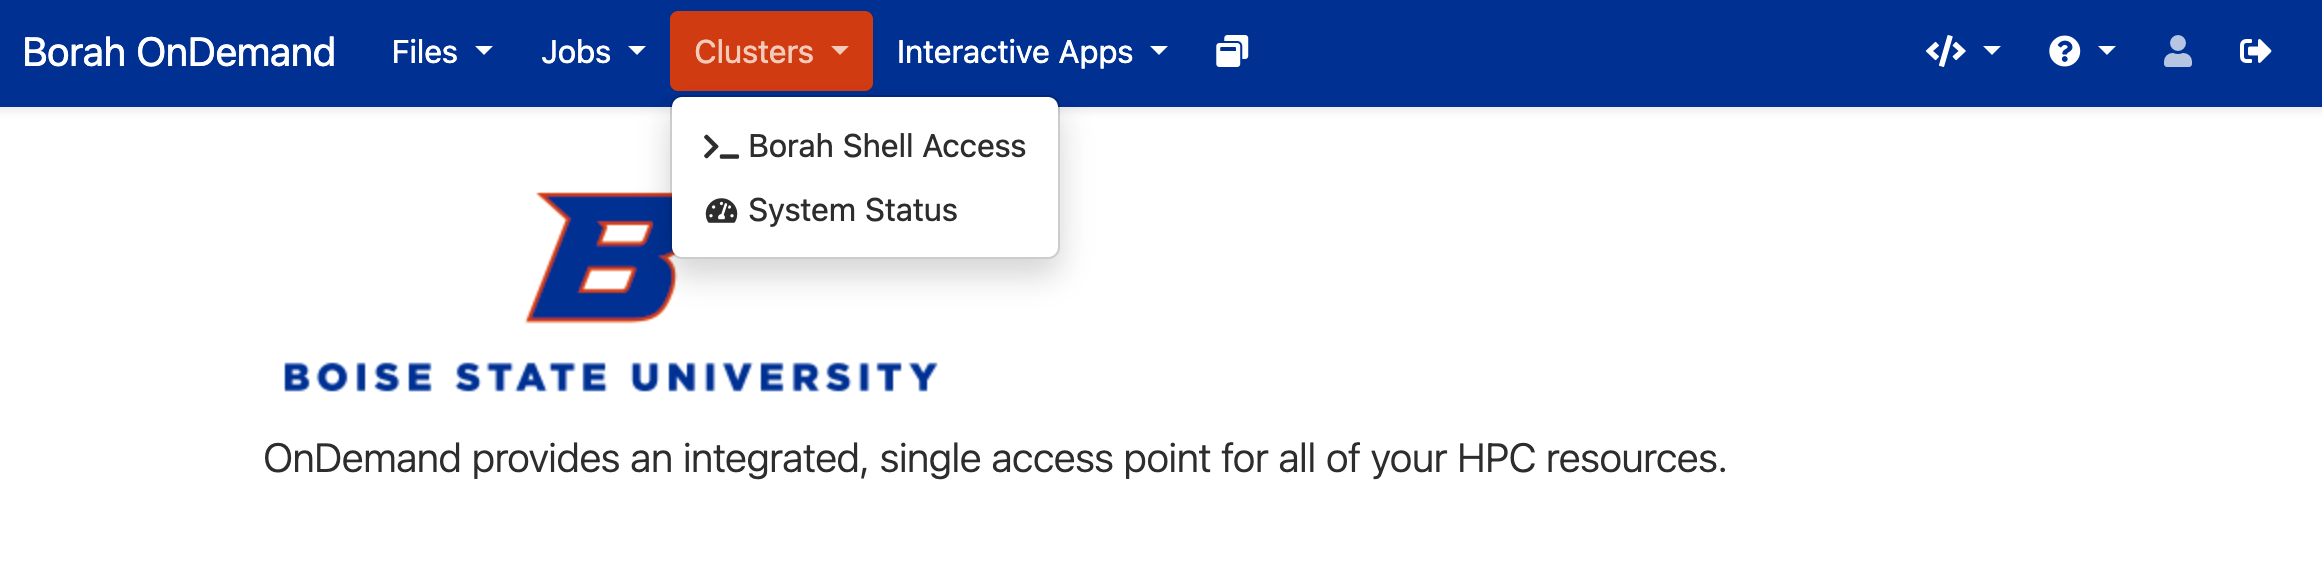 Borah OnDemand Files Jobs Clusters Interactive Apps
Borah Shell Access
System Status
B
BOISE STATE UNIVERSITY
OnDemand provides an integrated, single access point for all of your HPC resources.